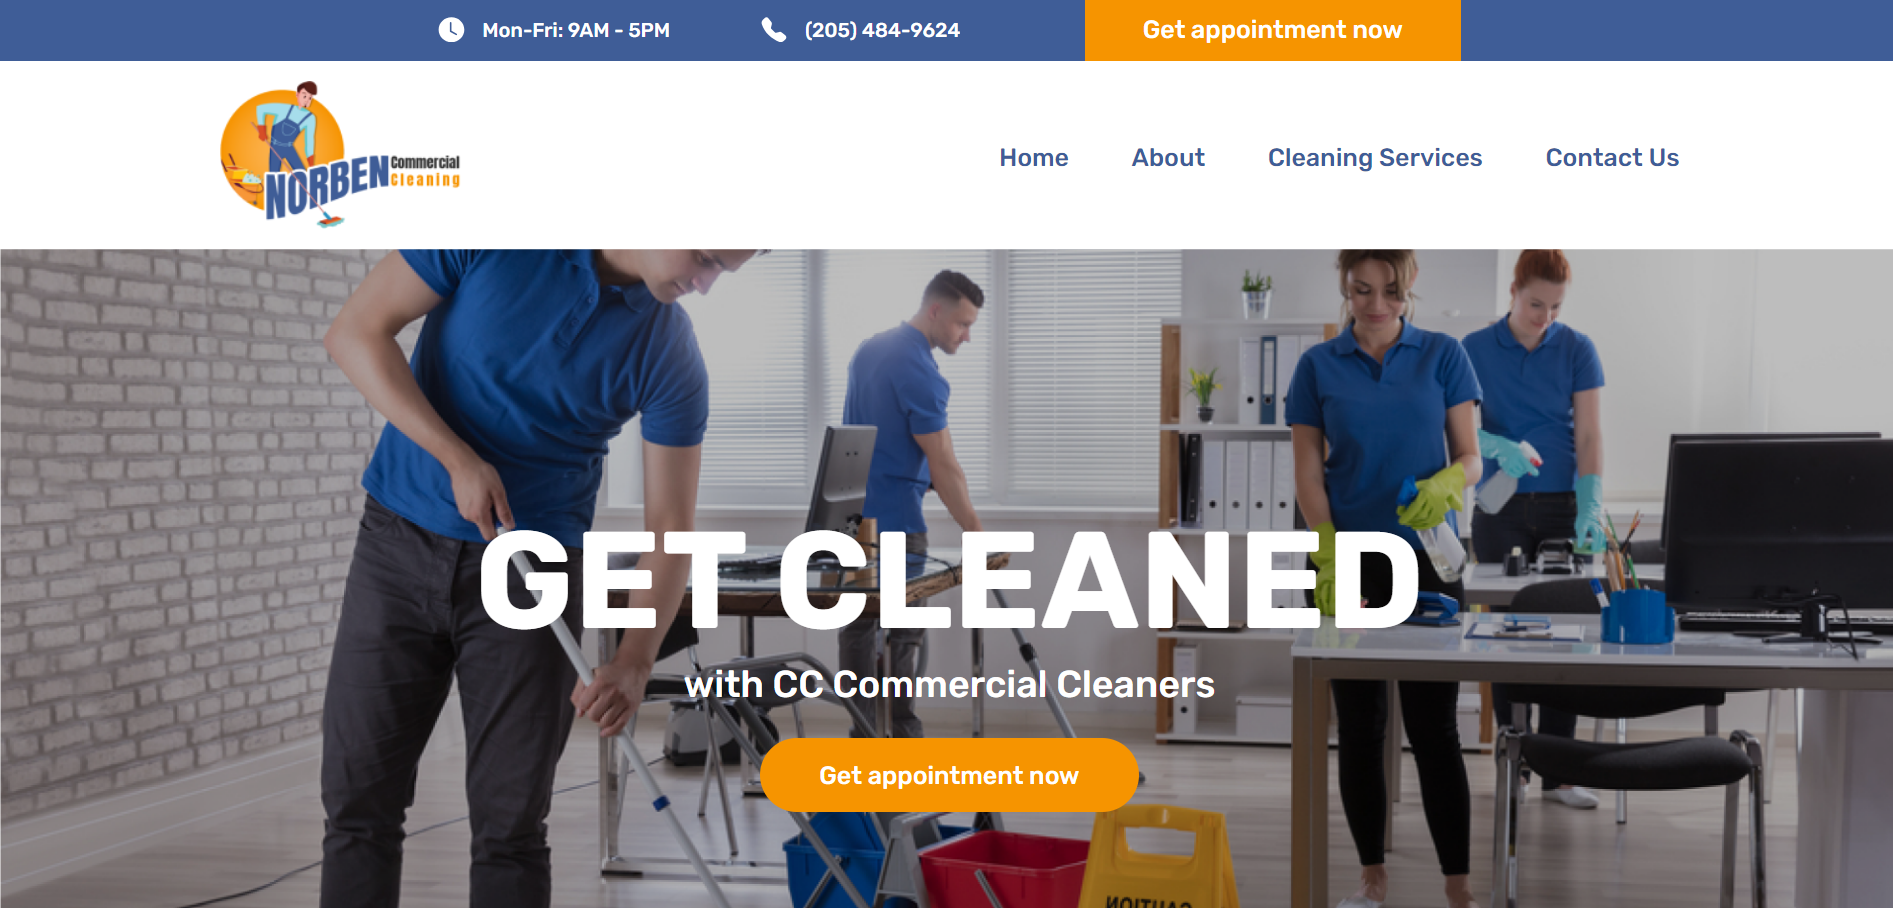 Mon-Fri: 9AM - 5PM
(205) 484-9624
Get appointment now
NORBEN Commercial
Cleaning
Home
About
Cleaning Services
Contact Us
GET CLEANED
with CC Commercial Cleaners
Get appointment now
CAUTION